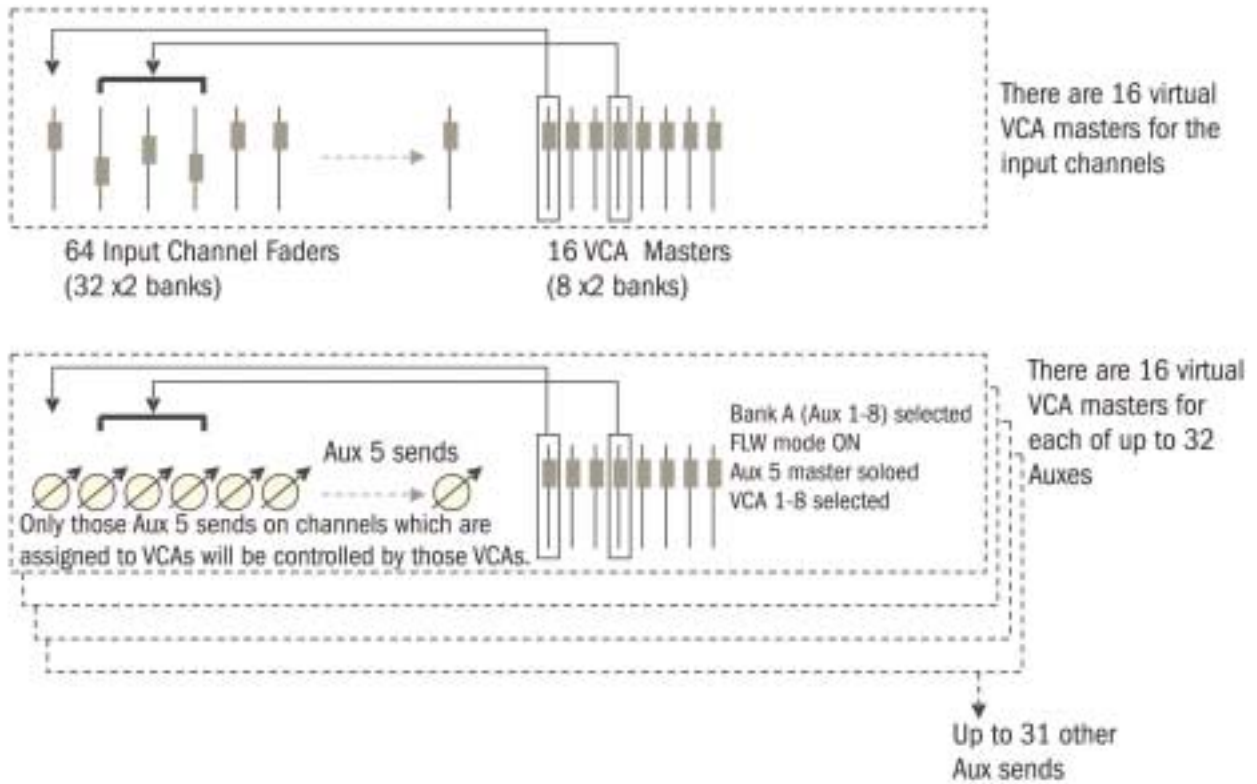 There are 16 virtual
VCA masters for the
input channels
64 Input Channel Faders
(32 x2 banks)
16 VCA Masters
(8 x2 banks)
There are 16 virtual
VCA masters for
each of up to 32
Auxes
Bank A (Aux 1-8) selected
FLW mode ON
Aux 5 master soloed
VCA 1-8 selected
Aux 5 sends
Only those Aux 5 sends on channels which are
assigned to VCAs will be controlled by those VCAs.
Up to 31 other
Aux sends